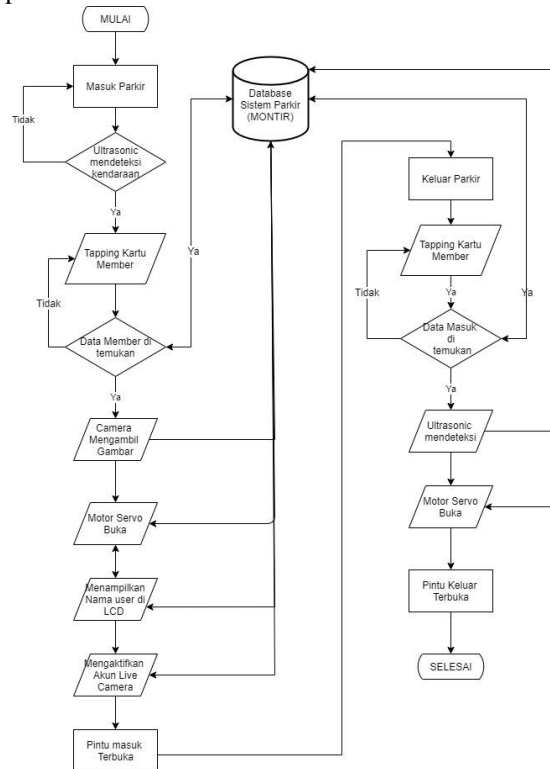 MULAI
Masuk Parkir
Tidak
Ultrasonic
mendeteksi
kendaraan
Ya
Tapping Kartu
Member
Tidak
Ya
Data Member di
temukan
Ya
Camera
Mengambil
Gambar
Motor Servo
Buka
Menampilkan
Nama user di
LCD
Mengaktifkan
Akun Live
Camera
Pintu masuk
Terbuka
Database
Sistem Parkir
(MONTIR)
Keluar Parkir
Tapping Kartu
Member
Tidak
Ya
Ya
Data Masuk
di
temukan
Ya
Ultrasonic
mendeteksi
Motor Servo
Buka
Pintu Keluar
Terbuka
SELESAI